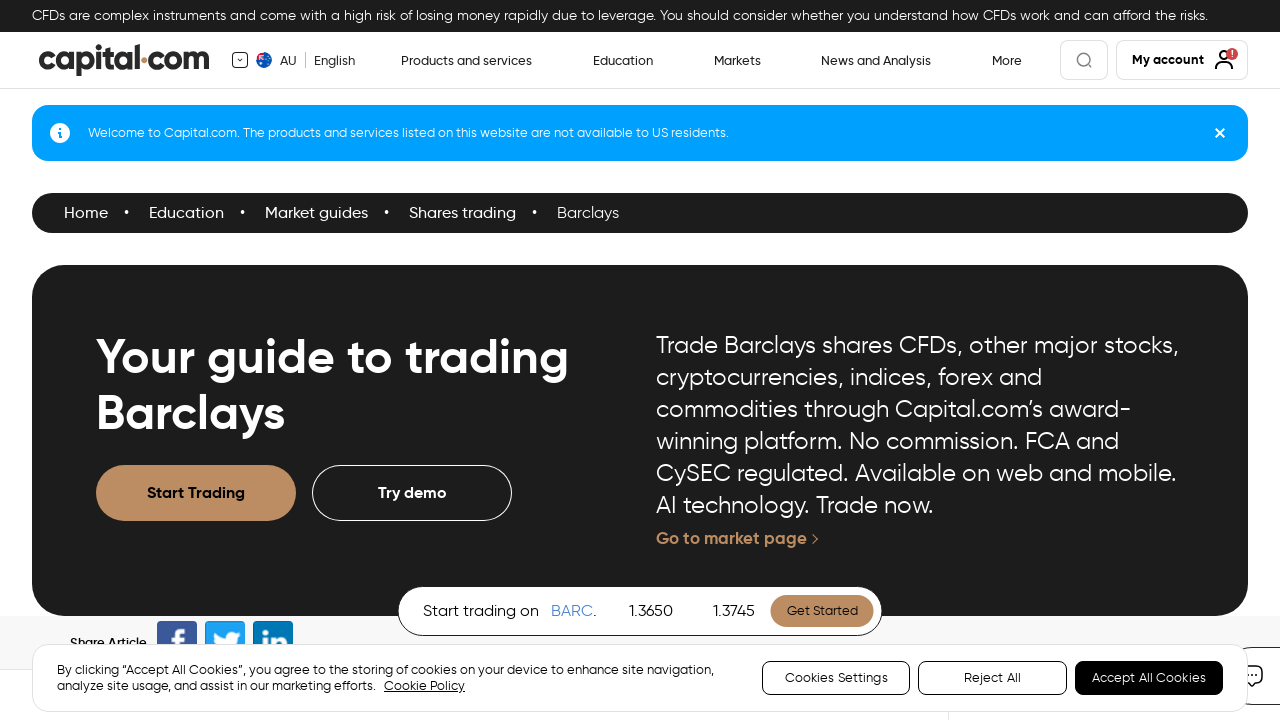 CFDs are complex instruments and come with a high risk of losing money rapidly due to leverage. You should consider whether you understand how CFDs work and can afford the risks.
capital.com
AU
English
Products and services
Education
Markets
News and Analysis
More
My account
!
Welcome to Capital.com. The products and services listed on this website are not available to US residents.
Home • Education • Market guides • Shares trading • Barclays
Your guide to trading
Barclays
Start Trading
Try demo
Trade Barclays shares CFDs, other major stocks,
cryptocurrencies, indices, forex and
commodities through Capital.com’s award-
winning platform. No commission. FCA and
CySEC regulated. Available on web and mobile.
AI technology. Trade now.
Go to market page
Start trading on BARC. 1.3650 1.3745 Get Started
Share Article
By clicking “Accept All Cookies”, you agree to the storing of cookies on your device to enhance site navigation,
analyze site usage, and assist in our marketing efforts. Cookie Policy
Cookies Settings
Reject All
Accept All Cookies